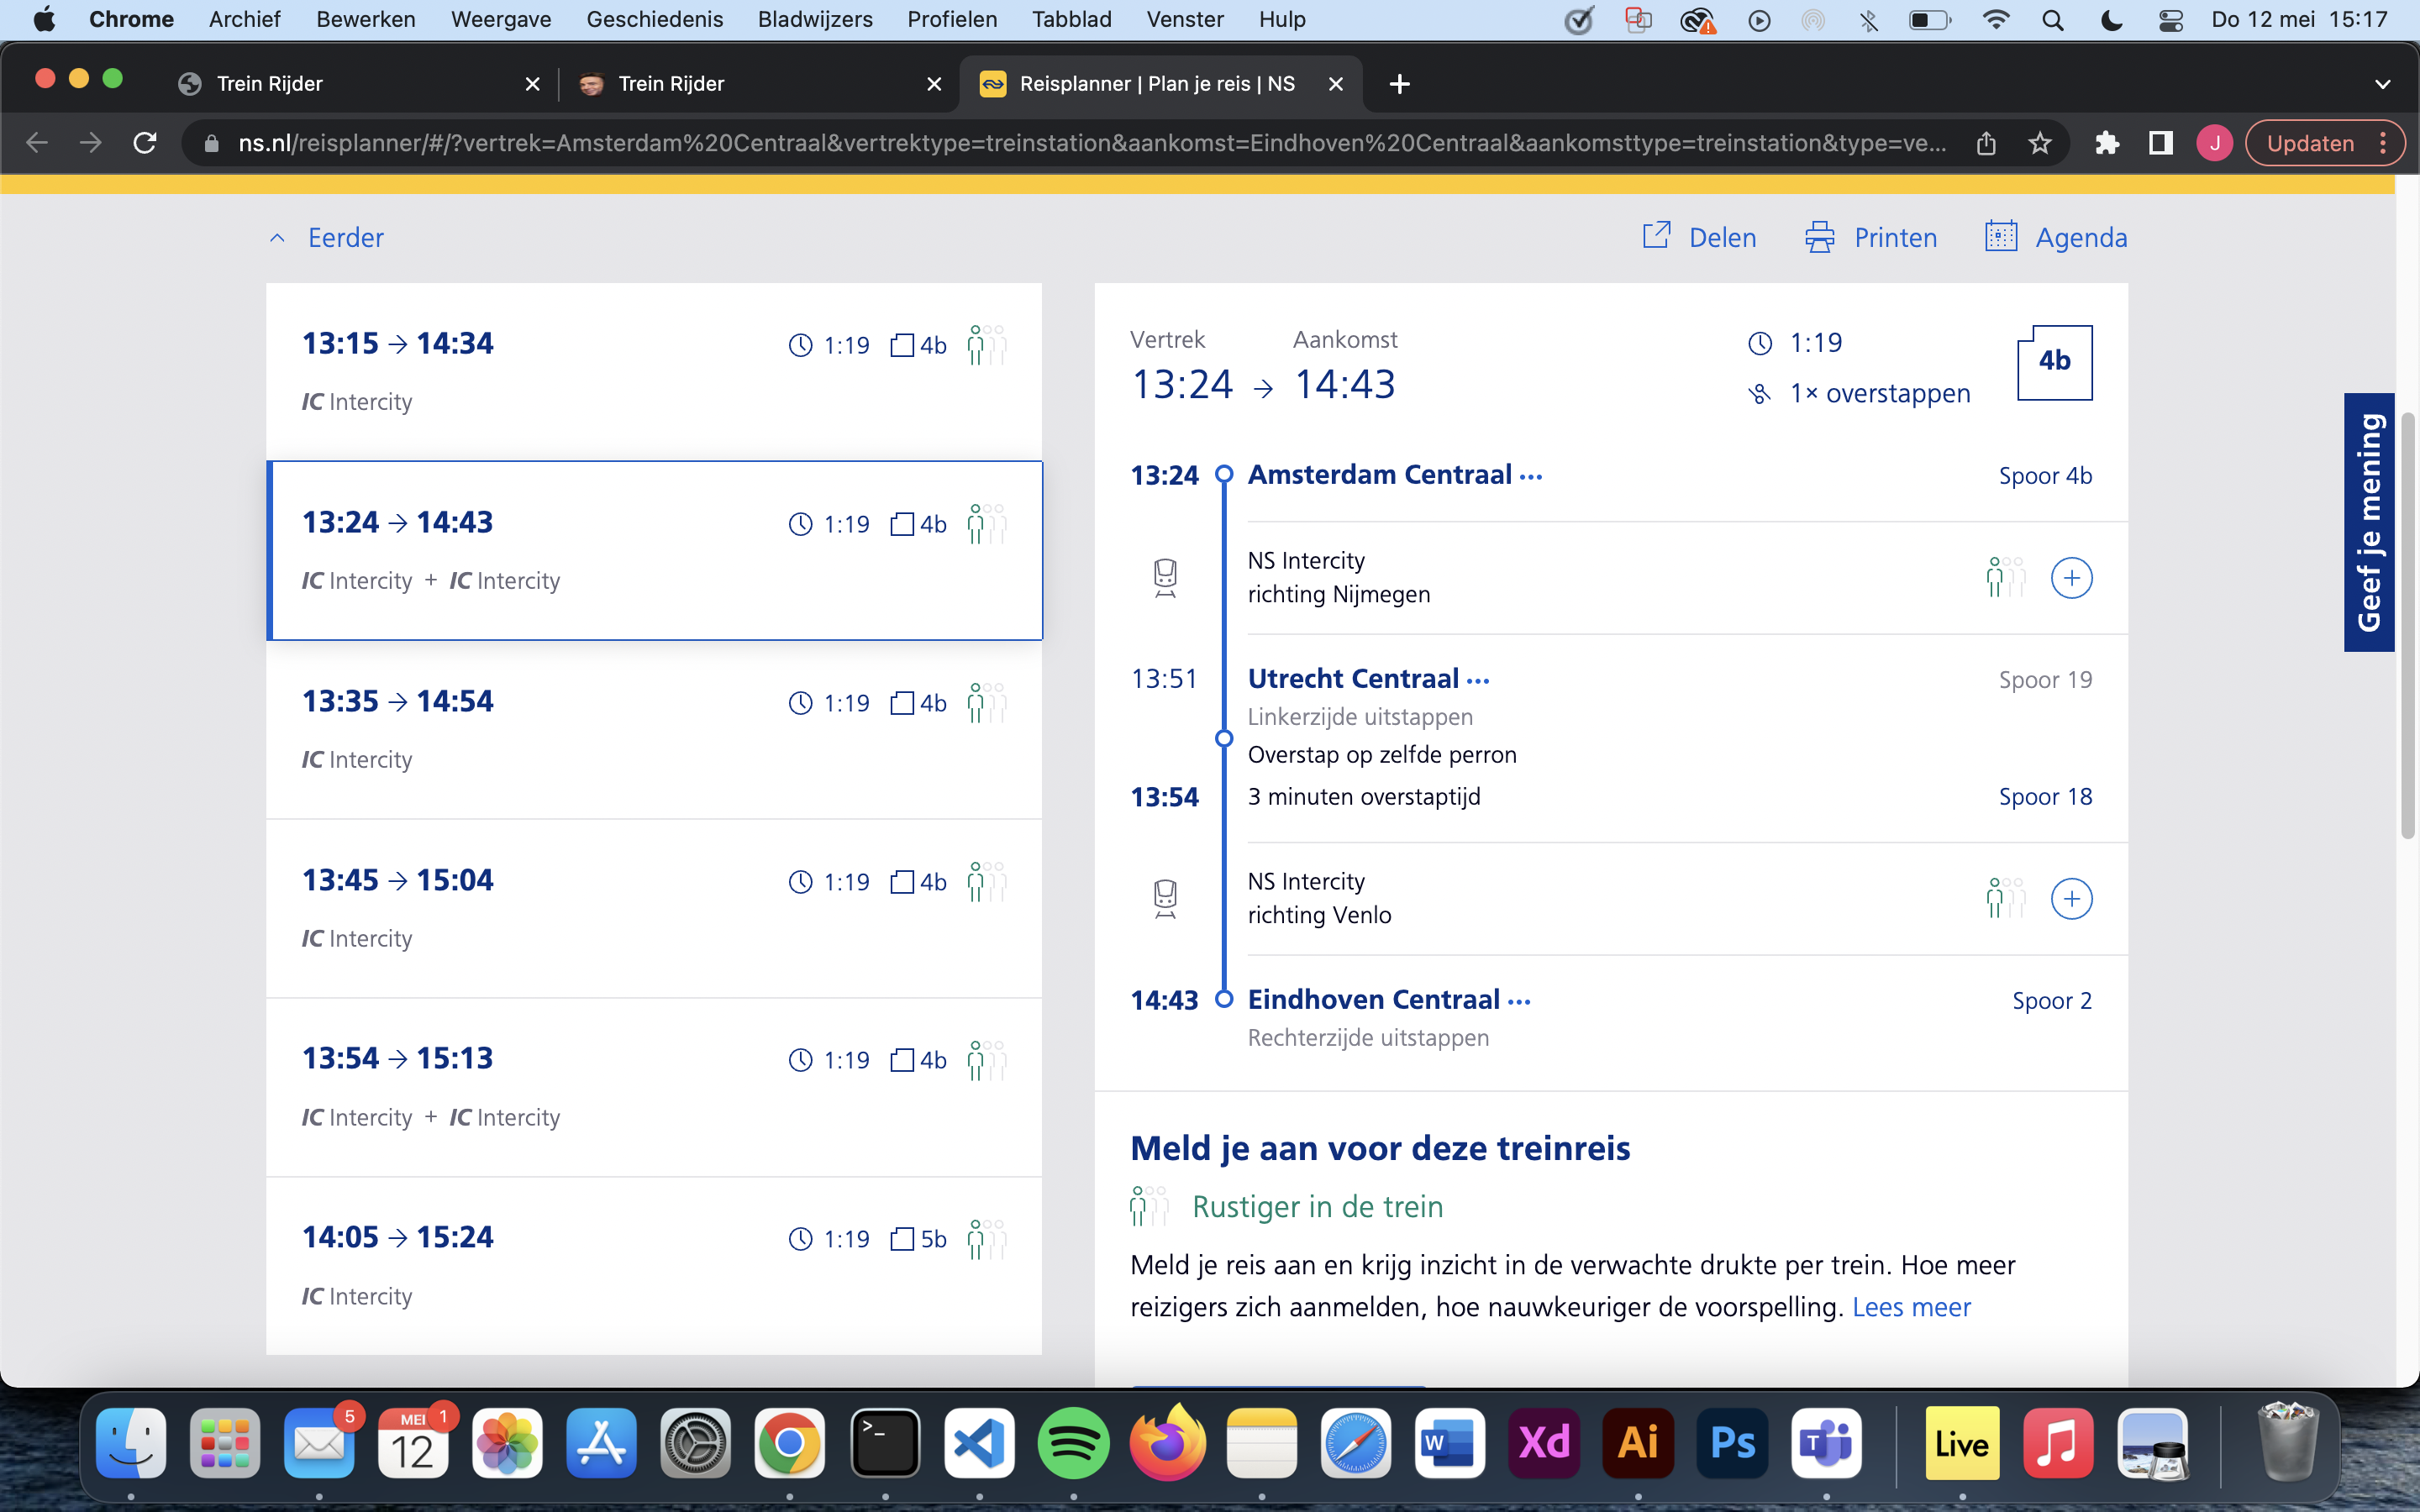 Chrome Archief Bewerken Weergave Geschiedenis Bladwijzers Profielen Tabblad Venster Hulp Do 12 mei 15:17
Trein Rijder Trein Rijder Reisplanner | Plan je reis | NS
ns.nl/reisplanner/#/?vertrek=Amsterdam%20Centraal&vertrektype=treinstation&aankomst=Eindhoven%20Centraal&aankomsttype=treinstation&type=ve... J Updaten
Eerder
Delen Printen Agenda
13:15 → 14:34 1:19 4b
IC Intercity
13:24 → 14:43 1:19 4b
IC Intercity + IC Intercity
13:35 → 14:54 1:19 4b
IC Intercity
13:45 → 15:04 1:19 4b
IC Intercity
13:54 → 15:13 1:19 4b
IC Intercity + IC Intercity
14:05 → 15:24 1:19 5b
IC Intercity
Vertrek Aankomst
13:24 → 14:43
1:19
1× overstappen
4b
13:24 Amsterdam Centraal ••• Spoor 4b
NS Intercity
richting Nijmegen
13:51 Utrecht Centraal ••• Spoor 19
Linkerzijde uitstappen
Overstap op zelfde perron
13:54 3 minuten overstaptijd Spoor 18
NS Intercity
richting Venlo
14:43 Eindhoven Centraal ••• Spoor 2
Rechterzijde uitstappen
Meld je aan voor deze treinreis
Rustiger in de trein
Meld je reis aan en krijg inzicht in de verwachte drukte per trein. Hoe meer
reizigers zich aanmelden, hoe nauwkeuriger de voorspelling. Lees meer
Geef je mening
5
MEI 1
12
>_
W
Xd
Ai
Ps
T
Live